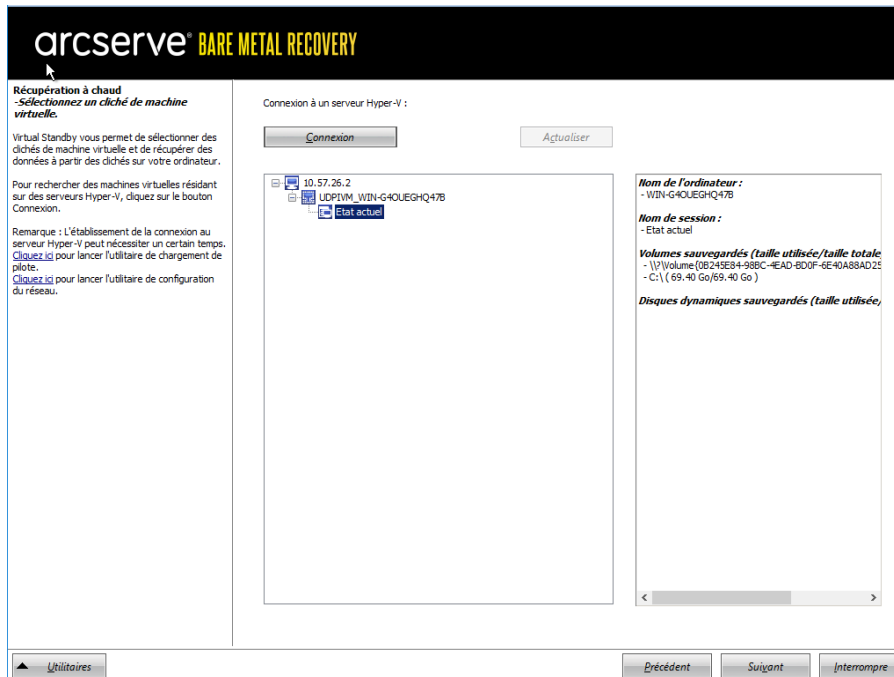 arcserve® BARE METAL RECOVERY
Récupération à chaud
-Sélectionnez un cliché de machine
virtuelle.
Virtual Standby vous permet de sélectionner des
clichés de machine virtuelle et de récupérer des
données à partir des clichés sur votre ordinateur.
Pour rechercher des machines virtuelles résidant
sur des serveurs Hyper-V, cliquez sur le bouton
Connexion.
Remarque : L'établissement de la connexion au
serveur Hyper-V peut nécessiter un certain temps.
Cliquez ici pour lancer l'utilitaire de chargement de
pilote.
Cliquez ici pour lancer l'utilitaire de configuration
du réseau.
Connexion à un serveur Hyper-V :
Connexion
Actualiser
10.57.26.2
UDPIVM_WIN-G4OUEGHQ47B
Etat actuel
Nom de l'ordinateur :
- WIN-G4OUEGHQ47B
Nom de session :
- Etat actuel
Volumes sauvegardés (taille utilisée/taille totale
- \\?\Volume{0B245E84-98BC-4EAD-BD0F-6E40A88AD25
- C:\ ( 69.40 Go/69.40 Go )
Disques dynamiques sauvegardés (taille utilisée/
Utilitaires
Précédent
Suivant
Interrompre